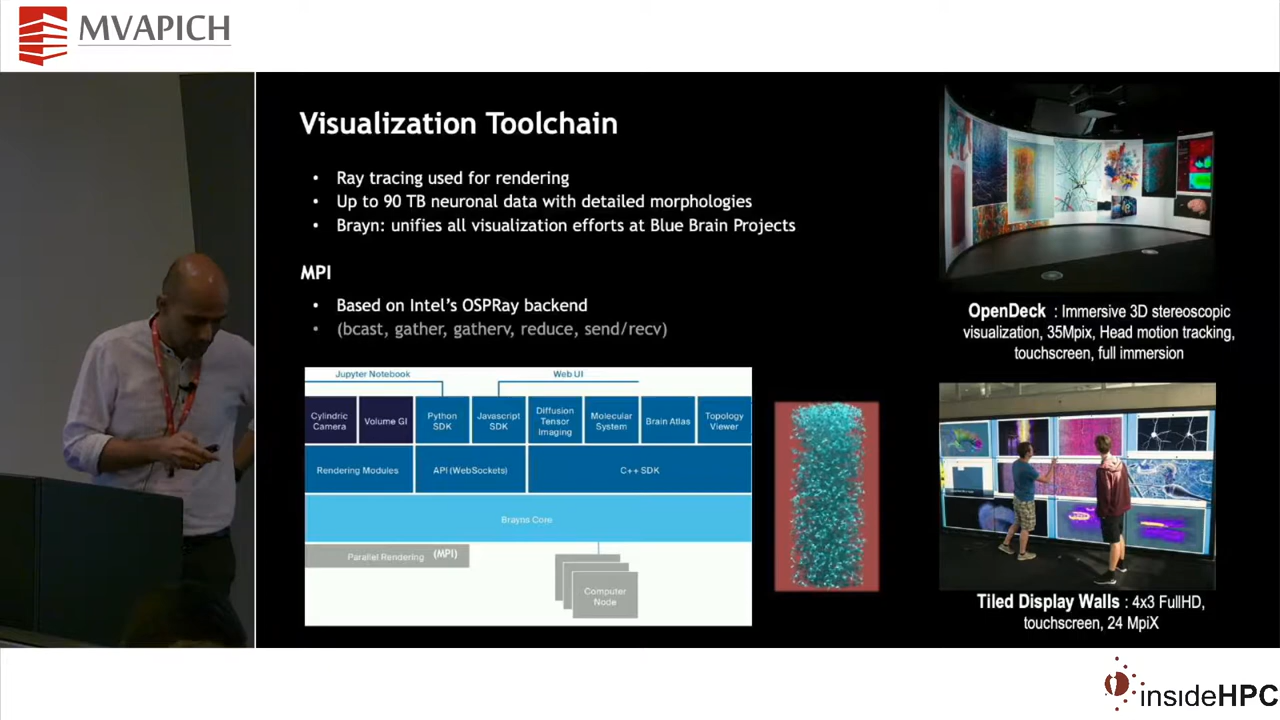 MVAPICH
Visualization Toolchain
• Ray tracing used for rendering
• Up to 90 TB neuronal data with detailed morphologies
• Brayn: unifies all visualization efforts at Blue Brain Projects
MPI
• Based on Intel's OSPRay backend
• (bcast, gather, gatherv, reduce, send/recv)
Jupyter Notebook
Web UI
Cylindric
Camera
Volume GI
Python
SDK
Javascript
SDK
Diffusion
Tensor
Imaging
Molecular
System
Brain Atlas
Topology
Viewer
Rendering Modules
API (WebSockets)
C++ SDK
Brayns Core
Parallel Rendering (MPI)
Computer
Node
OpenDeck : Immersive 3D stereoscopic
visualization, 35Mpix, Head motion tracking,
touchscreen, full immersion
Tiled Display Walls : 4x3 FullHD,
touchscreen, 24 MpiX
insideHPC